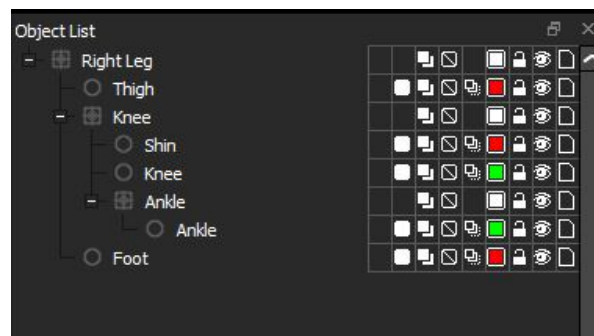 Object List
Right Leg
Thigh
Knee
Shin
Knee
Ankle
Ankle
Foot